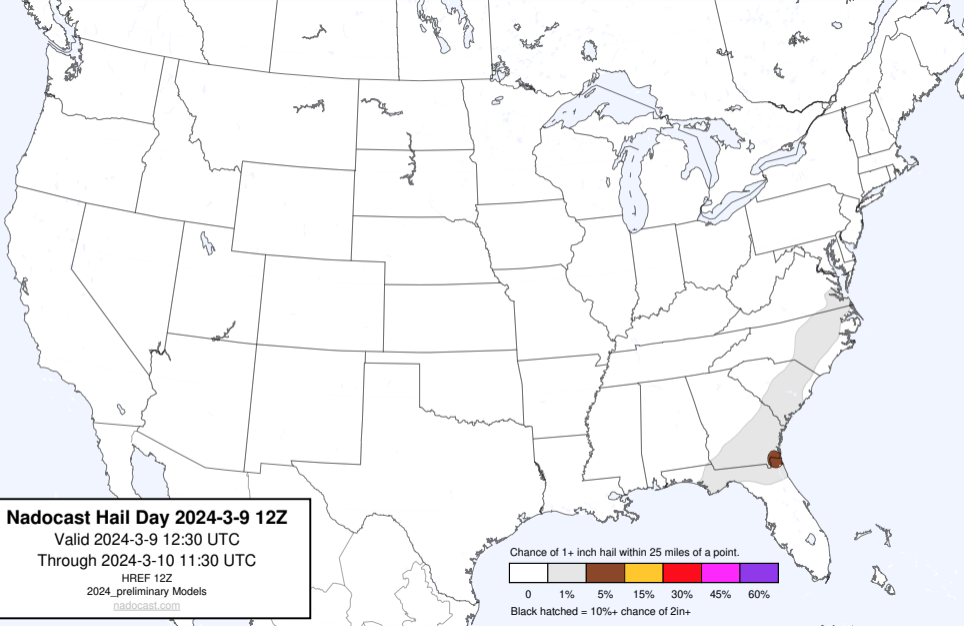 Nadocast Hail Day 2024-3-9 12Z
Valid 2024-3-9 12:30 UTC
Through 2024-3-10 11:30 UTC
HREF 12Z
2024_preliminary Models
nadocast.com
Chance of 1+ inch hail within 25 miles of a point.
0 1% 5% 15% 30% 45% 60%
Black hatched = 10%+ chance of 2in+